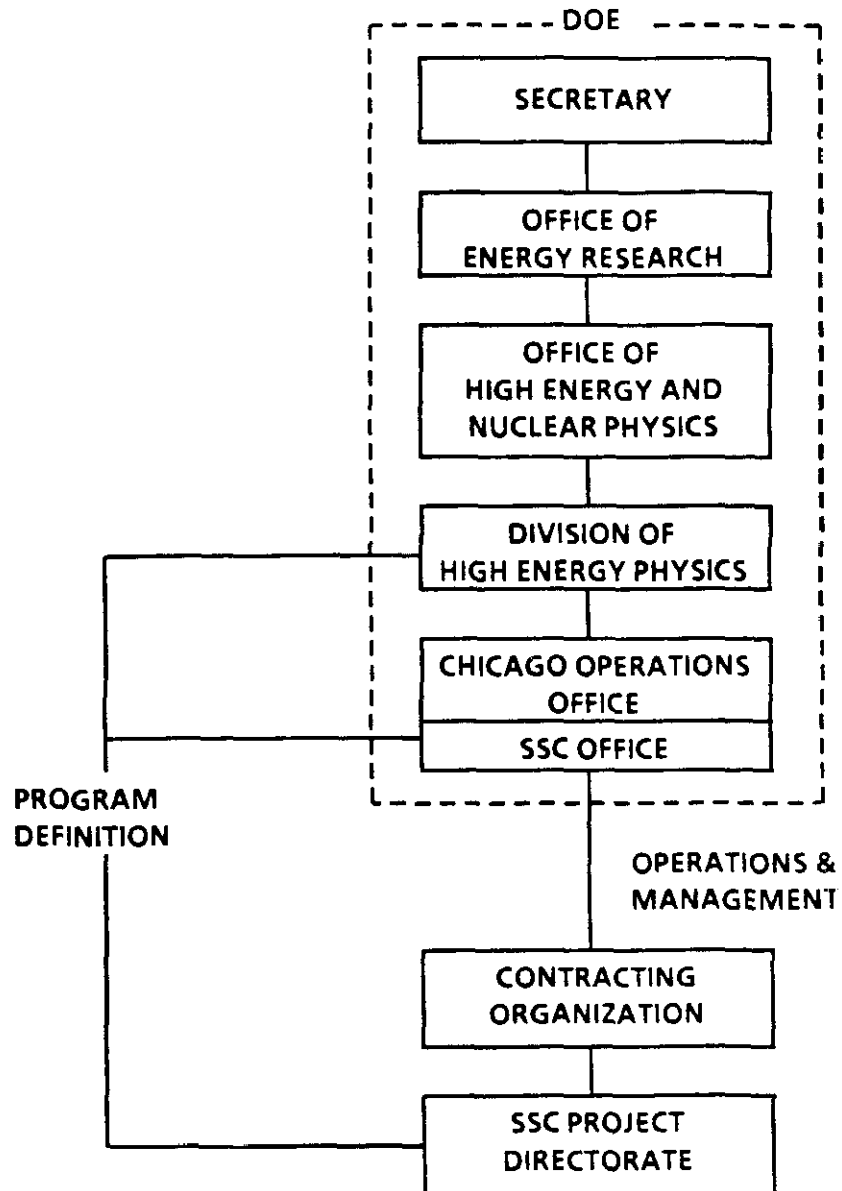 DOE
SECRETARY
OFFICE OF
ENERGY RESEARCH
OFFICE OF
HIGH ENERGY AND
NUCLEAR PHYSICS
DIVISION OF
HIGH ENERGY PHYSICS
CHICAGO OPERATIONS
OFFICE
SSC OFFICE
PROGRAM
DEFINITION
OPERATIONS &
MANAGEMENT
CONTRACTING
ORGANIZATION
SSC PROJECT
DIRECTORATE